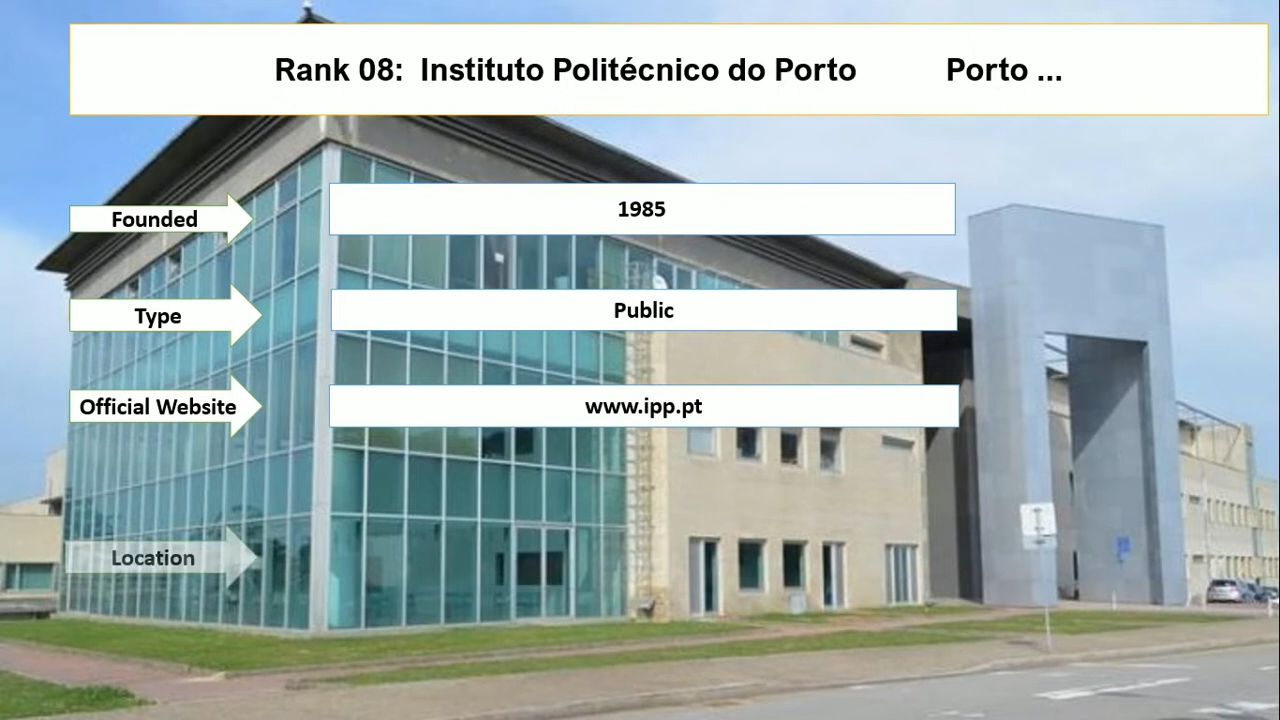 Rank 08: Instituto Politécnico do Porto Porto ...
Founded
1985
Type
Public
Official Website
www.ipp.pt
Location